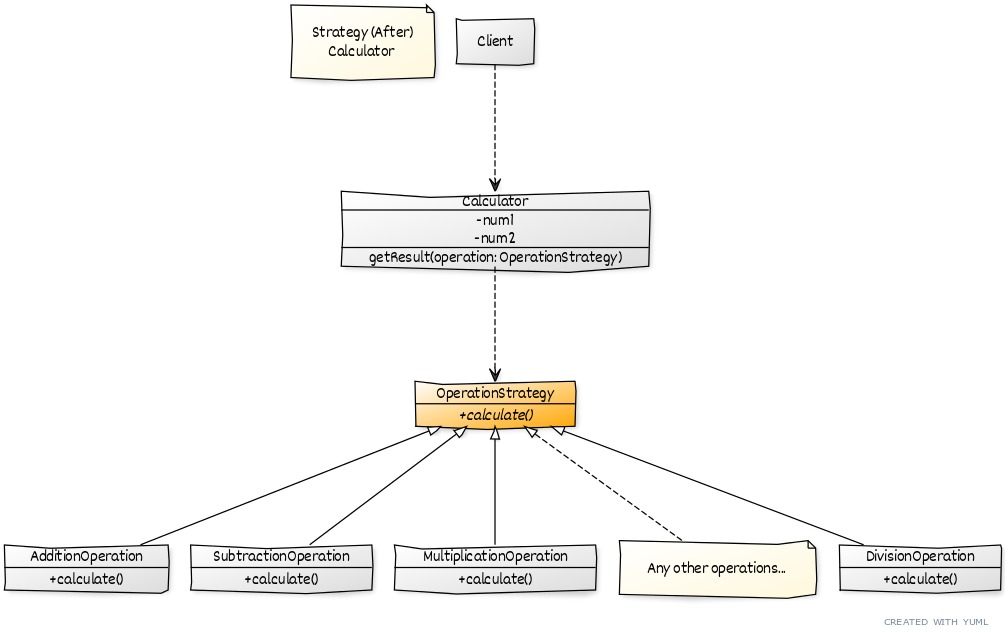 Strategy (After)
Calculator
Client
Calculator
-num1
-num2
getResult(operation: OperationStrategy)
OperationStrategy
+calculate()
AdditionOperation
+calculate()
SubtractionOperation
+calculate()
MultiplicationOperation
+calculate()
Any other operations...
DivisionOperation
+calculate()
CREATED WITH YUML